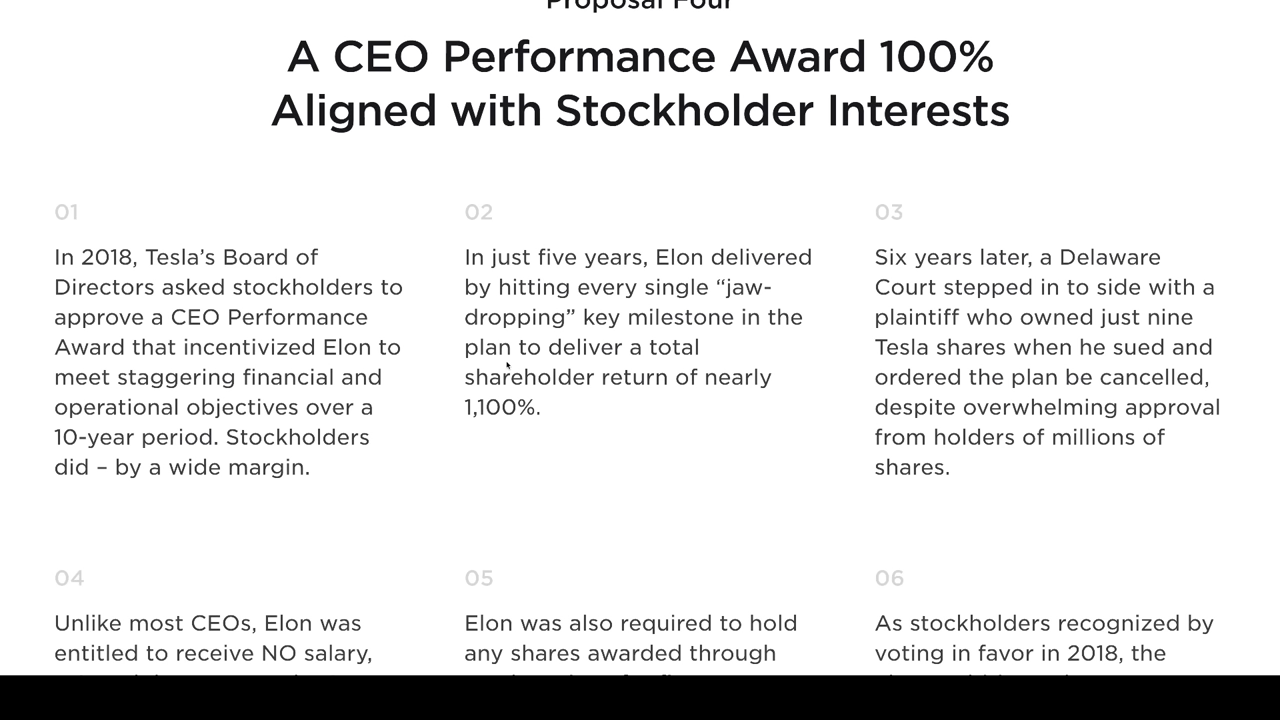 Proposal Four
A CEO Performance Award 100%
Aligned with Stockholder Interests
01
In 2018, Tesla’s Board of
Directors asked stockholders to
approve a CEO Performance
Award that incentivized Elon to
meet staggering financial and
operational objectives over a
10-year period. Stockholders
did – by a wide margin.
02
In just five years, Elon delivered
by hitting every single “jaw-
dropping” key milestone in the
plan to deliver a total
shareholder return of nearly
1,100%.
03
Six years later, a Delaware
Court stepped in to side with a
plaintiff who owned just nine
Tesla shares when he sued and
ordered the plan be cancelled,
despite overwhelming approval
from holders of millions of
shares.
04
Unlike most CEOs, Elon was
entitled to receive NO salary,
05
Elon was also required to hold
any shares awarded through
06
As stockholders recognized by
voting in favor in 2018, the